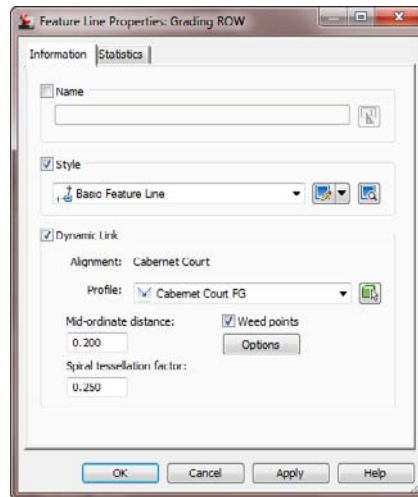 Feature Line Properties: Grading ROW
Information Statistics
Name
Style
Basic Feature Line
Dynamic Link
Alignment: Cabernet Court
Profile: Cabernet Court FG
Mid-ordinate distance: Weed points
0.200 Options
Spiral tessellation factor:
0.250
OK Cancel Apply Help